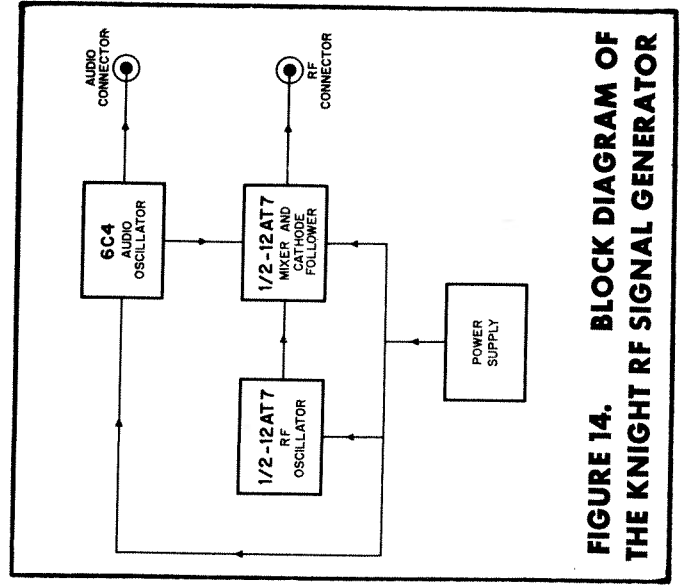 AUDIO
CONNECTOR
RF
CONNECTOR
6C4
AUDIO
OSCILLATOR
1/2-12AT7
MIXER AND
CATHODE
FOLLOWER
1/2-12AT7
RF
OSCILLATOR
POWER
SUPPLY
FIGURE 14. BLOCK DIAGRAM OF
THE KNIGHT RF SIGNAL GENERATOR